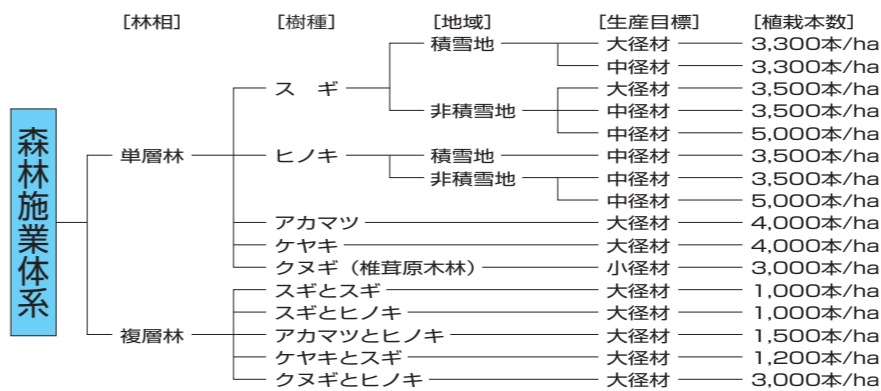 [林相] [樹種] [地域] [生産目標] [植栽本数]
積雪地 大径材 3,300本/ha
中径材 3,300本/ha
スギ 大径材 3,500本/ha
非積雪地 中径材 3,500本/ha
中径材 5,000本/ha
単層林 ヒノキ 積雪地 中径材 3,500本/ha
非積雪地 中径材 3,500本/ha
中径材 5,000本/ha
アカマツ 大径材 4,000本/ha
ケヤキ 大径材 4,000本/ha
クヌギ（椎茸原木林） 小径材 3,000本/ha
スギとスギ 大径材 1,000本/ha
スギとヒノキ 大径材 1,000本/ha
複層林 アカマツとヒノキ 大径材 1,500本/ha
ケヤキとスギ 大径材 1,200本/ha
クヌギとヒノキ 大径材 3,000本/ha
森林施業体系